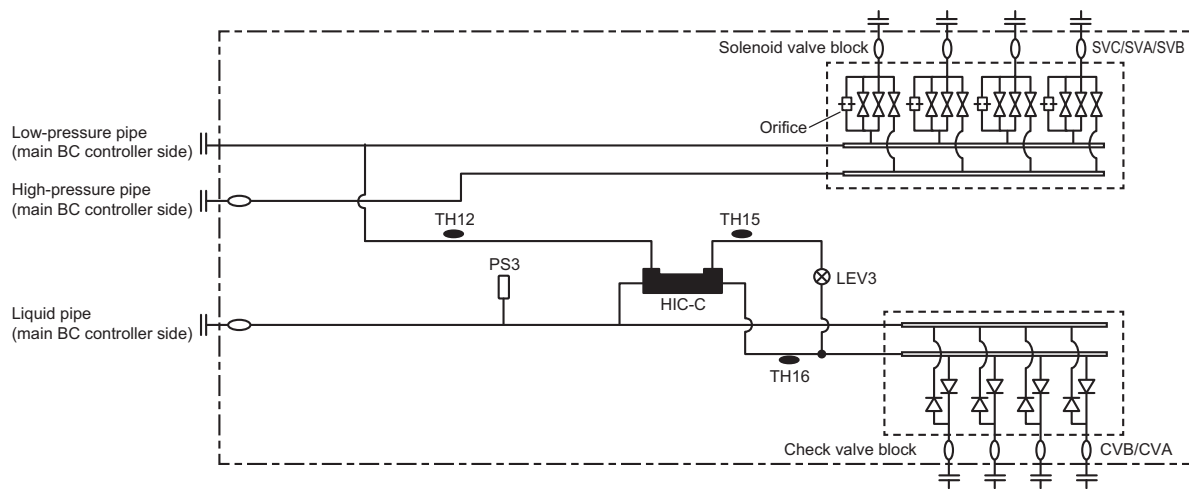 Solenoid valve block
SVC/SVA/SVB
Orifice
Low-pressure pipe
(main BC controller side)
High-pressure pipe
(main BC controller side)
TH12
TH15
PS3
LEV3
HIC-C
Liquid pipe
(main BC controller side)
TH16
Check valve block
CVB/CVA